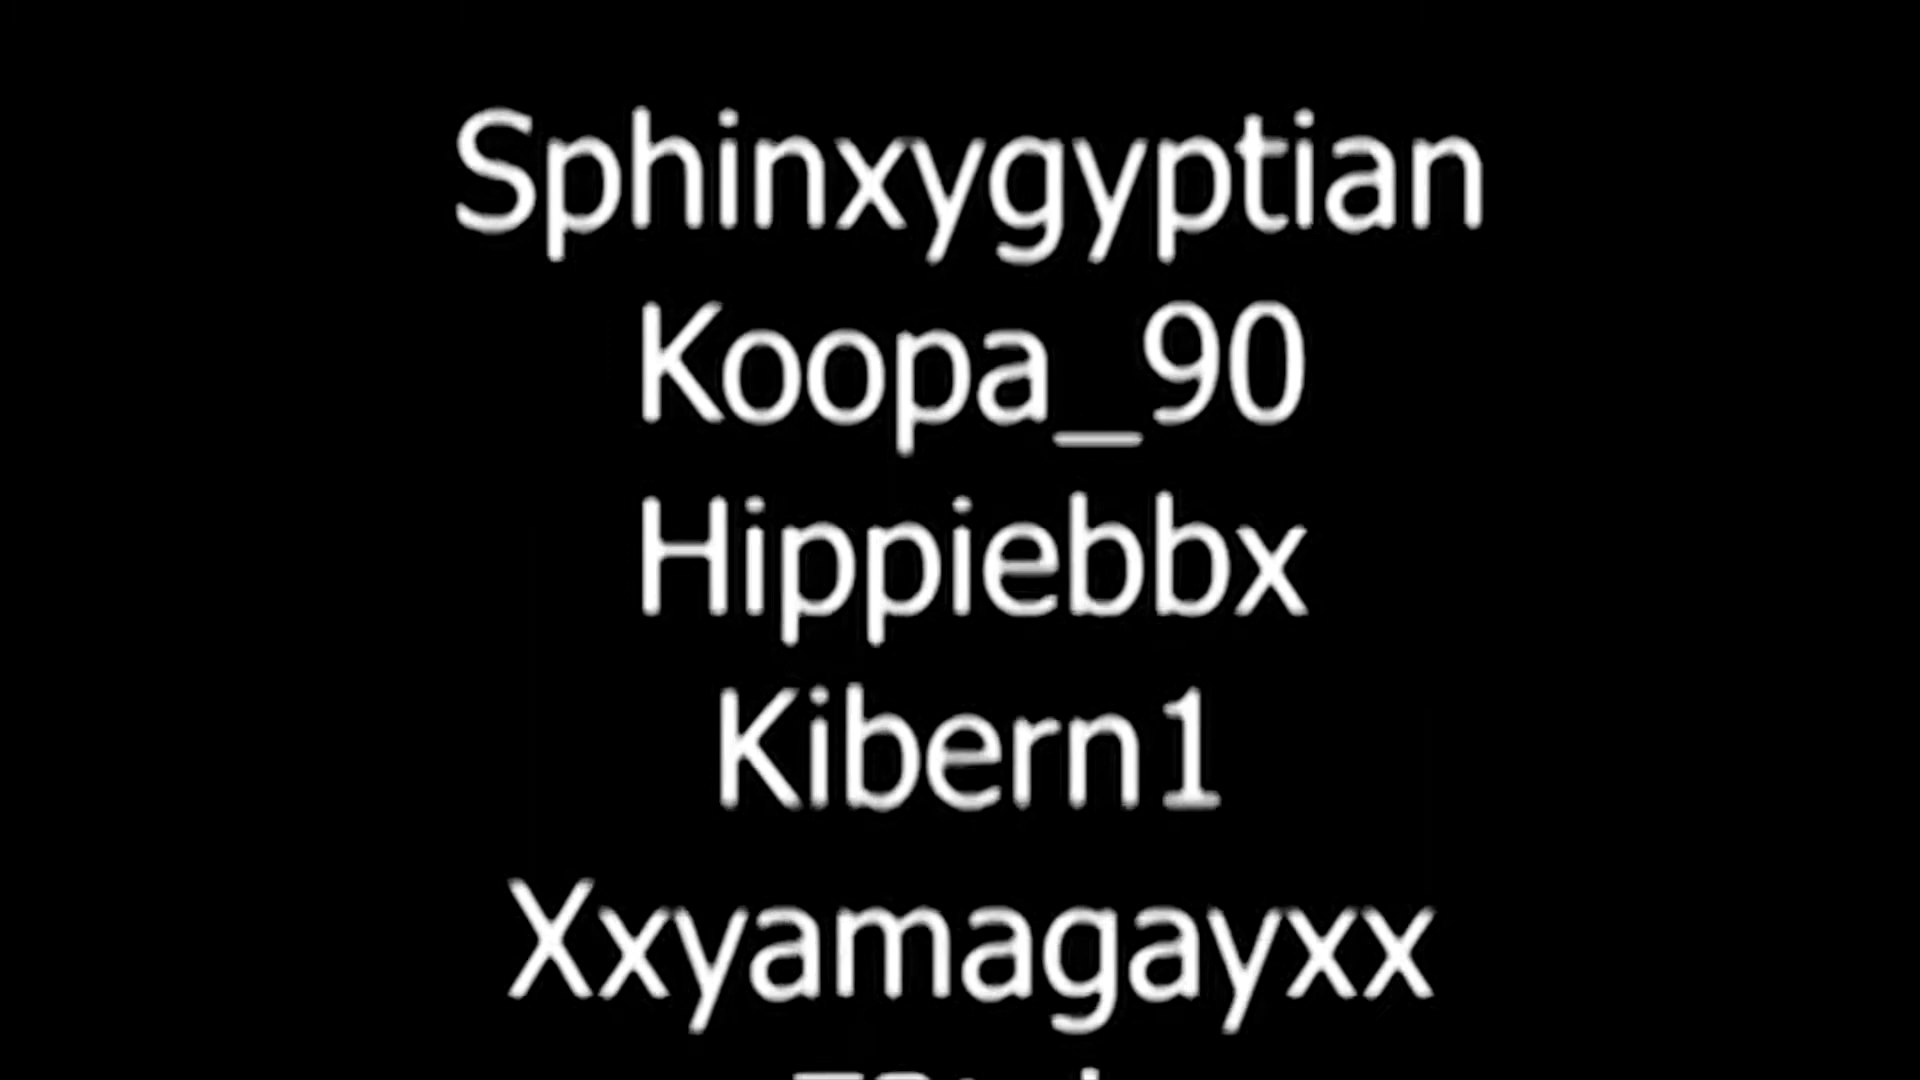 Sphinxygyptian
Koopa_90
Hippiebbx
Kibern1
Xxyamagayxx